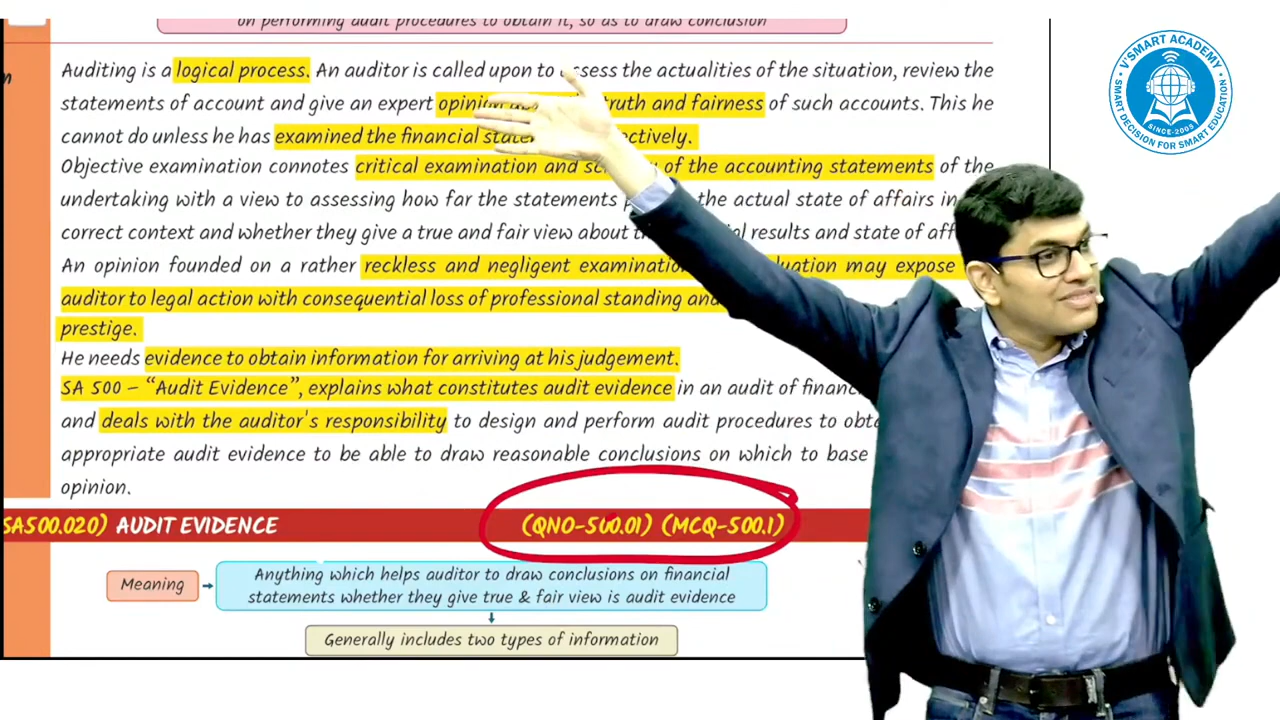 on performing audit procedures to obtain it, so as to draw conclusion
Auditing is a logical process. An auditor is called upon to assess the actualities of the situation, review the
statements of account and give an expert opinion truth and fairness of such accounts. This he
cannot do unless he has examined the financial
Objective examination connotes critical examination and of the accounting statements of the
undertaking with a view to assessing how far the statements the actual state of affairs in
correct context and whether they give a true and fair view about results and state of
An opinion founded on a rather reckless and negligent may expose
auditor to legal action with consequential loss of professional standing and
prestige.
He needs evidence to obtain information for arriving at his judgement.
SA 500 – “Audit Evidence”, explains what constitutes audit evidence in an audit of
and deals with the auditor's responsibility to design and perform audit procedures to
appropriate audit evidence to be able to draw reasonable conclusions on which to base
opinion.
SA500.020) AUDIT EVIDENCE (QNO-500.01) (MCQ-500.1)
Meaning
Anything which helps auditor to draw conclusions on financial
statements whether they give true & fair view is audit evidence
Generally includes two types of information
V'SMART ACADEMY
SINCE-2005
SMART DECISION FOR SMART EDUCATION